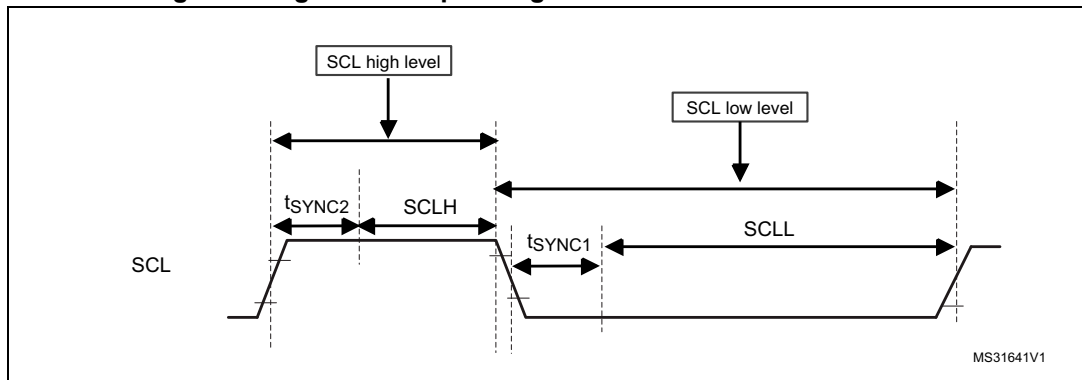 SCL high level
SCL low level
tSYNC2
SCLH
tSYNC1
SCLL
SCL
MS31641V1